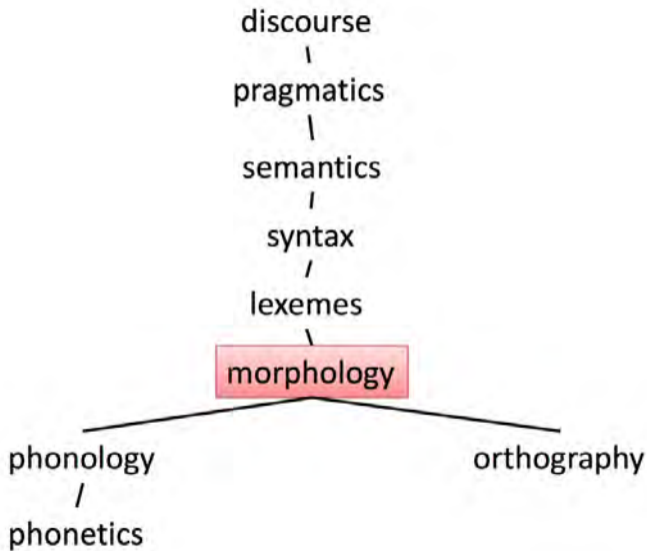 discourse
pragmatics
semantics
syntax
lexemes
morphology
phonology
orthography
phonetics